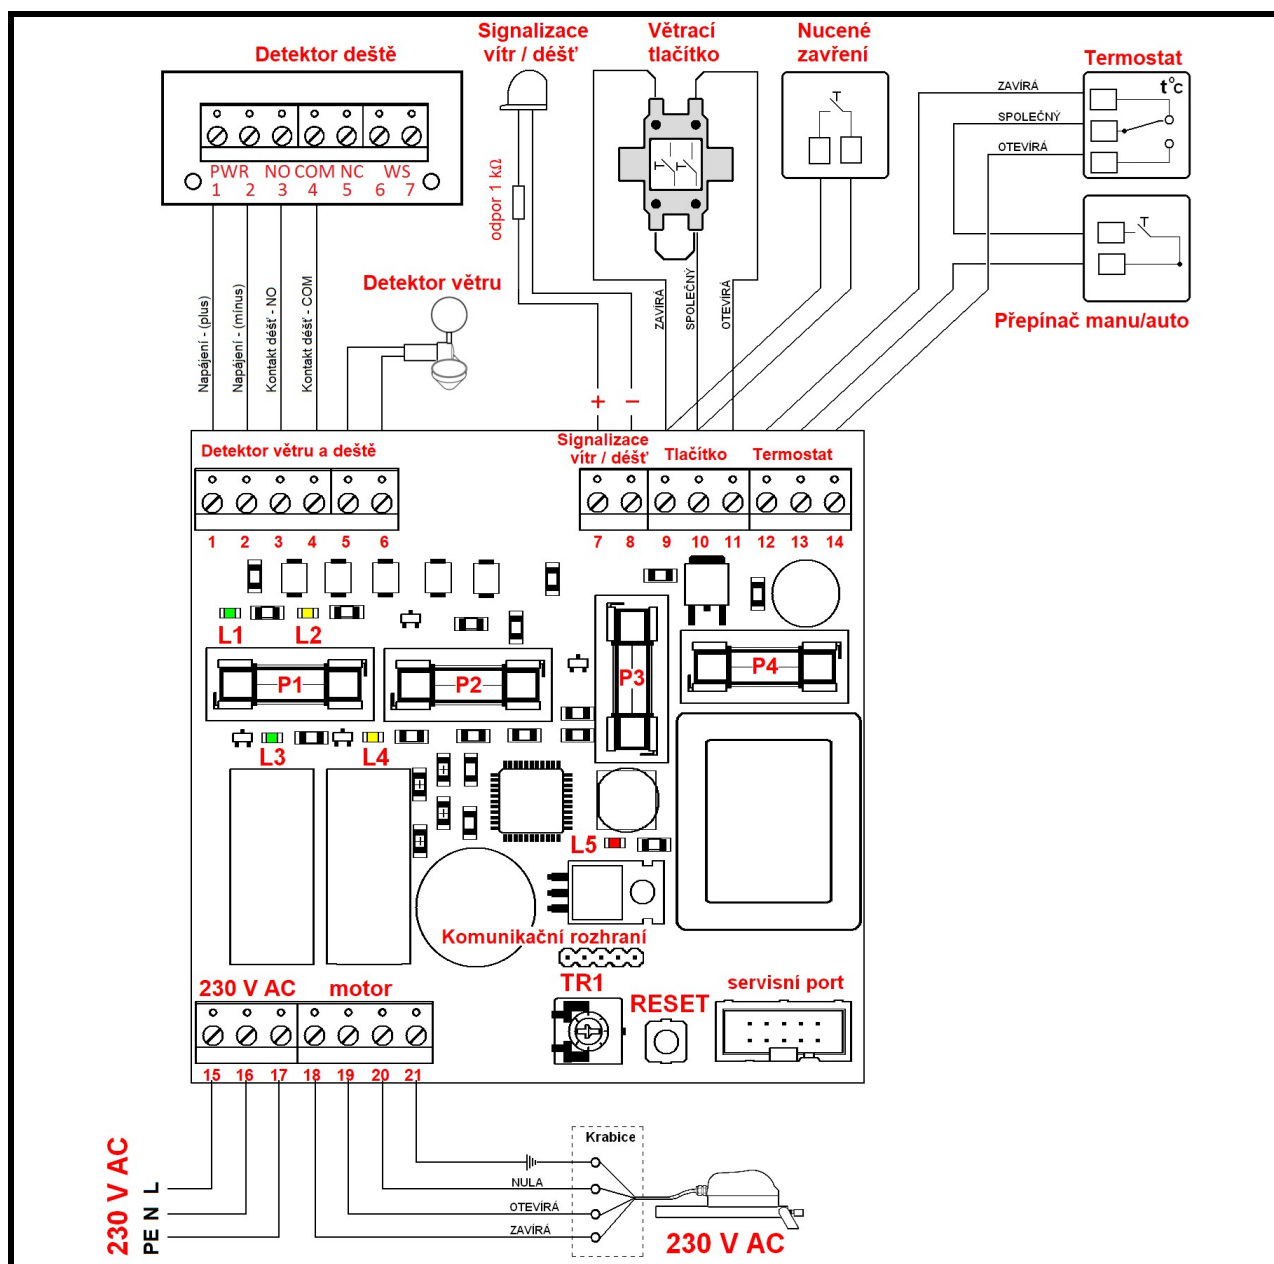 Detektor deště
Signalizace
vítr / déšť
Větrací
tlačítko
Nucené
zavření
Termostat
t°C
ZAVÍRÁ
SPOLEČNÝ
OTEVÍRÁ
PWR NO COM NC WS
1 2 3 4 5 6 7
odpor 1 kΩ
Detektor větru
Přepínač manu/auto
Napájení - (plus)
Napájení - (mínus)
Kontakt déšť - NO
Kontakt déšť - COM
ZAVÍRÁ
SPOLEČNÝ
OTEVÍRÁ
+ −
Detektor větru a deště
Signalizace
vítr / déšť
Tlačítko
Termostat
1 2 3 4 5 6 7 8 9 10 11 12 13 14
L1 L2
P1 P2 P3 P4
L3 L4
L5
Komunikační rozhraní
TR1
RESET
servisní port
230 V AC motor
15 16 17 18 19 20 21
230 V AC
L
N
PE
Krabice
NULA
OTEVÍRÁ
ZAVÍRÁ
230 V AC